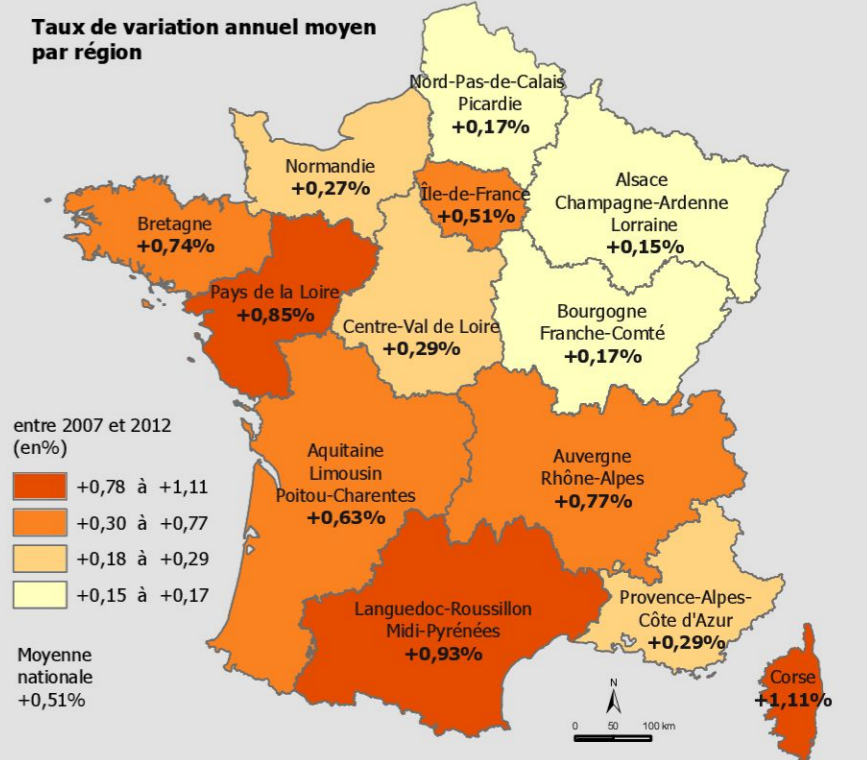 Taux de variation annuel moyen
par région
Nord-Pas-de-Calais
Picardie
+0,17%
Normandie
+0,27%
Île-de-France
+0,51%
Alsace
Champagne-Ardenne
Lorraine
+0,15%
Bretagne
+0,74%
Pays de la Loire
+0,85%
Centre-Val de Loire
+0,29%
Bourgogne
Franche-Comté
+0,17%
entre 2007 et 2012
(en%)
+0,78 à +1,11
+0,30 à +0,77
+0,18 à +0,29
+0,15 à +0,17
Moyenne
nationale
+0,51%
Aquitaine
Limousin
Poitou-Charentes
+0,63%
Auvergne
Rhône-Alpes
+0,77%
Languedoc-Roussillon
Midi-Pyrénées
+0,93%
Provence-Alpes-
Côte d'Azur
+0,29%
Corse
+1,11%
N
0 50 100 km